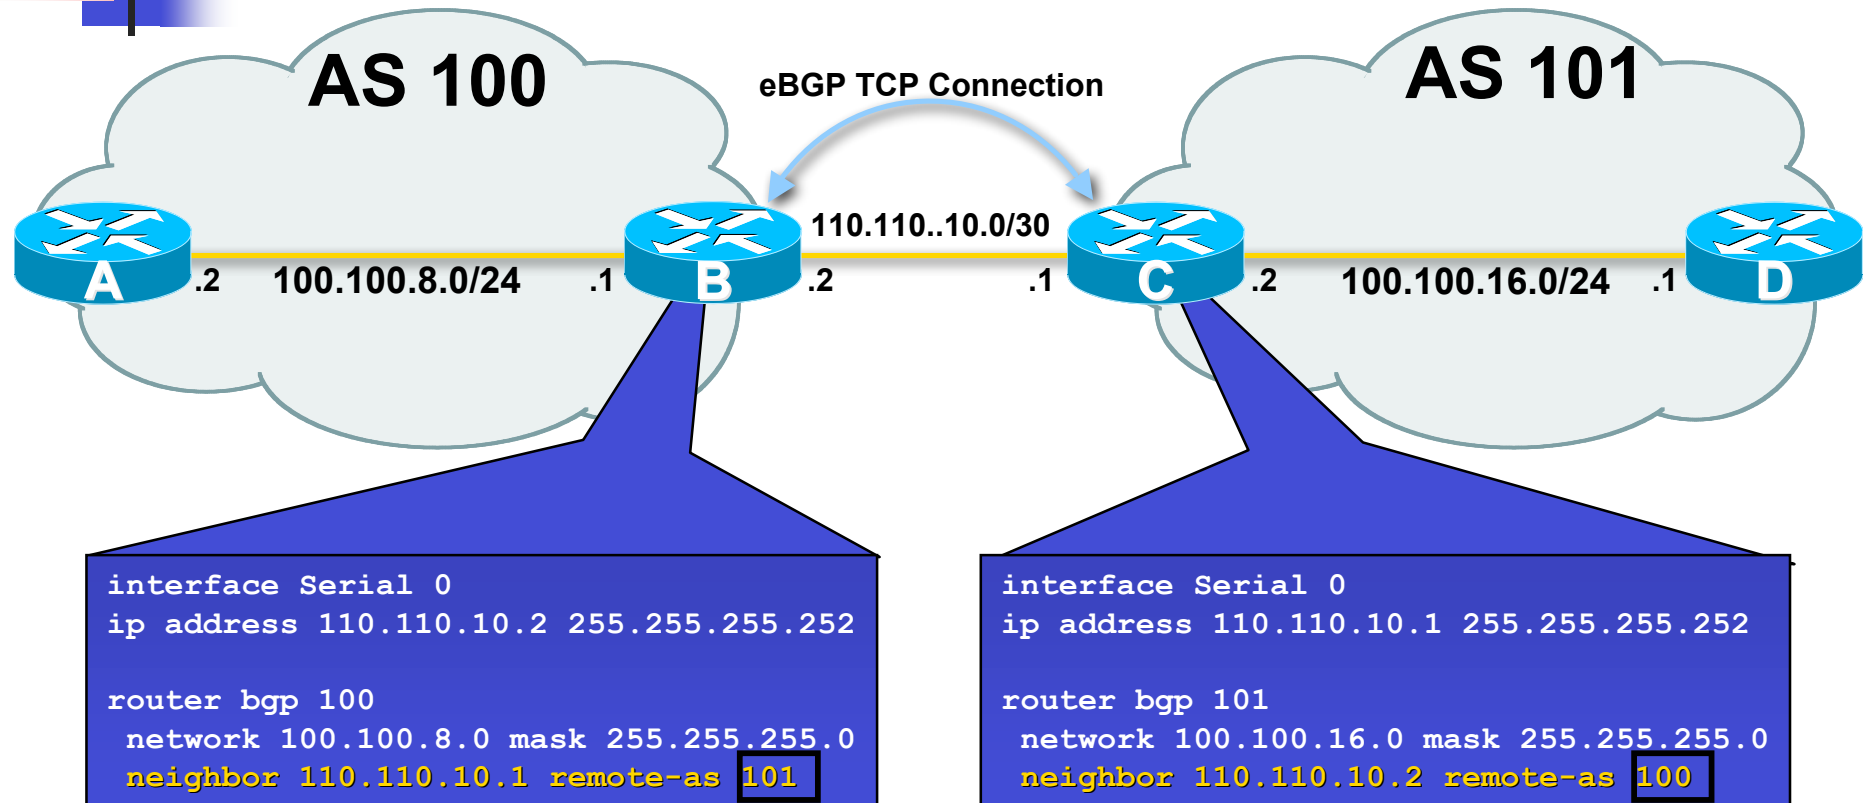 AS 100
AS 101
eBGP TCP Connection
110.110..10.0/30
A
.2
100.100.8.0/24
.1
B
.2
.1
C
.2
100.100.16.0/24
.1
D
interface Serial 0
ip address 110.110.10.2 255.255.255.252
router bgp 100
network 100.100.8.0 mask 255.255.255.0
neighbor 110.110.10.1 remote-as 101
interface Serial 0
ip address 110.110.10.1 255.255.255.252
router bgp 101
network 100.100.16.0 mask 255.255.255.0
neighbor 110.110.10.2 remote-as 100